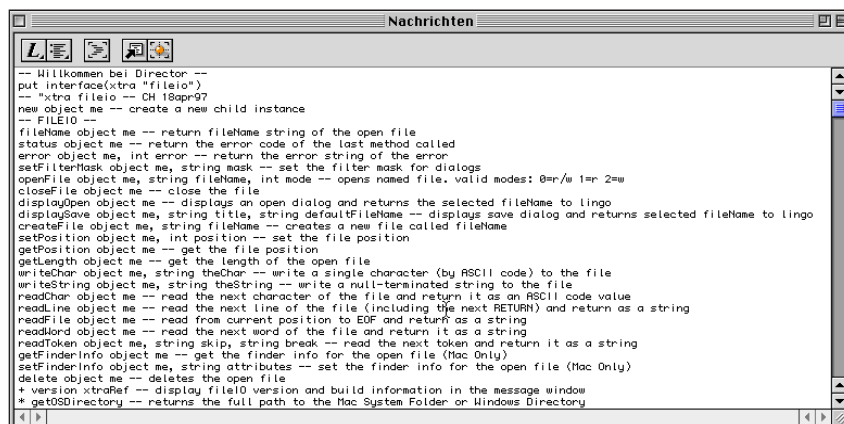 Nachrichten
L
-- Willkommen bei Director --
put interface(xtra "fileio")
-- "xtra fileio -- CH 18apr97
new object me -- create a new child instance
-- FILEIO --
fileName object me -- return fileName string of the open file
status object me -- return the error code of the last method called
error object me, int error -- return the error string of the error
setFilterMask object me, string mask -- set the filter mask for dialogs
openFile object me, string fileName, int mode -- opens named file. valid modes: 0=r/w 1=r 2=w
closeFile object me -- close the file
displayOpen object me -- displays an open dialog and returns the selected fileName to lingo
displaySave object me, string title, string defaultFileName -- displays save dialog and returns selected fileName to lingo
createFile object me, string fileName -- creates a new file called fileName
setPosition object me, int position -- set the file position
getPosition object me -- get the file position
getLength object me -- get the length of the open file
writeChar object me, string theChar -- write a single character (by ASCII code) to the file
writeString object me, string theString -- write a null-terminated string to the file
readChar object me -- read the next character of the file and return it as an ASCII code value
readLine object me -- read the next line of the file (including the next RETURN) and return as a string
readFile object me -- read from current position to EOF and return as a string
readWord object me -- read the next word of the file and return it as a string
readToken object me, string skip, string break -- read the next token and return it as a string
getFinderInfo object me -- get the finder info for the open file (Mac Only)
setFinderInfo object me, string attributes -- set the finder info for the open file (Mac Only)
delete object me -- deletes the open file
+ version xtraRef -- display fileIO version and build information in the message window
* getOSDirectory -- returns the full path to the Mac System Folder or Windows Directory